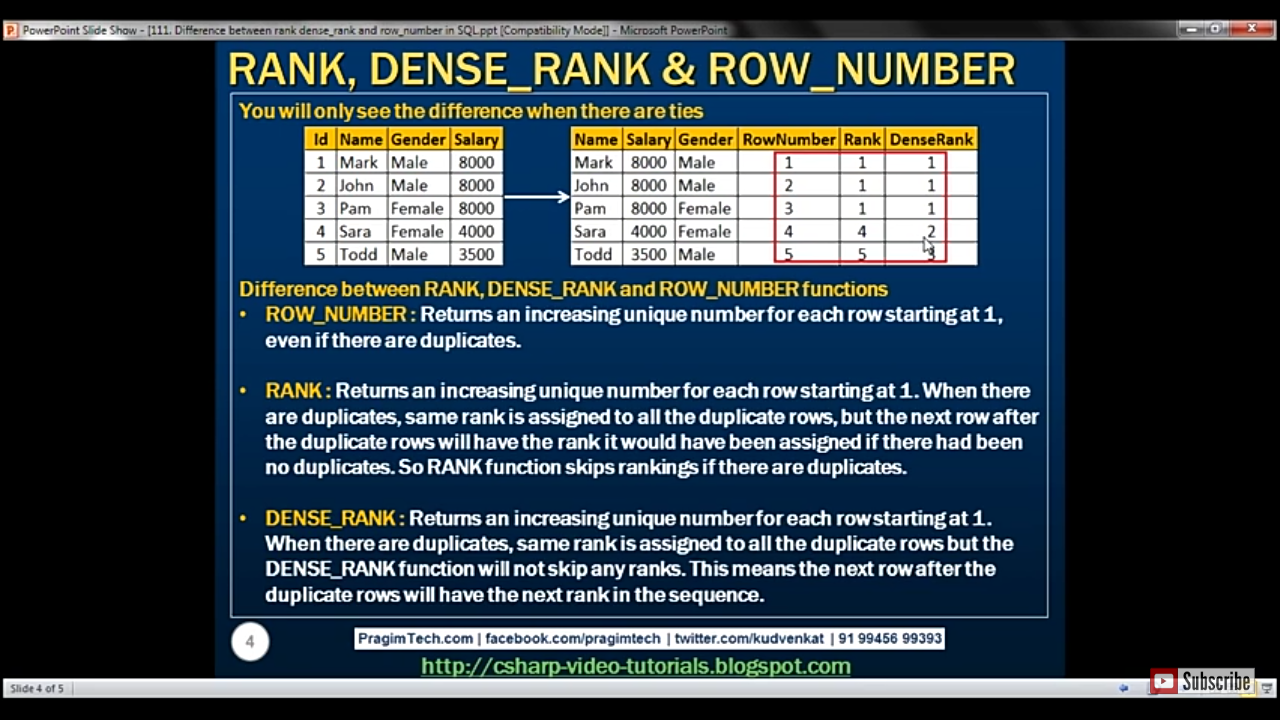 PowerPoint Slide Show - [111. Difference between rank dense_rank and row_number in SQL.ppt [Compatibility Mode]] - Microsoft PowerPoint
RANK, DENSE_RANK & ROW_NUMBER
You will only see the difference when there are ties
Id Name Gender Salary
1 Mark Male 8000
2 John Male 8000
3 Pam Female 8000
4 Sara Female 4000
5 Todd Male 3500
Name Salary Gender RowNumber Rank DenseRank
Mark 8000 Male 1 1 1
John 8000 Male 2 1 1
Pam 8000 Female 3 1 1
Sara 4000 Female 4 4 2
Todd 3500 Male 5 5 3
Difference between RANK, DENSE_RANK and ROW_NUMBER functions
• ROW_NUMBER : Returns an increasing unique number for each row starting at 1,
even if there are duplicates.
• RANK : Returns an increasing unique number for each row starting at 1. When there
are duplicates, same rank is assigned to all the duplicate rows, but the next row after
the duplicate rows will have the rank it would have been assigned if there had been
no duplicates. So RANK function skips rankings if there are duplicates.
• DENSE_RANK : Returns an increasing unique number for each row starting at 1.
When there are duplicates, same rank is assigned to all the duplicate rows but the
DENSE_RANK function will not skip any ranks. This means the next row after the
duplicate rows will have the next rank in the sequence.
4
PragimTech.com | facebook.com/pragimtech | twitter.com/kudvenkat | 91 99456 99393
http://csharp-video-tutorials.blogspot.com
Slide 4 of 5
Subscribe